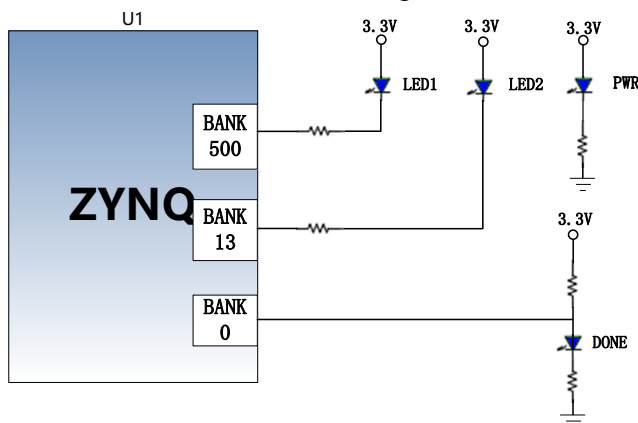 U1
3.3V
3.3V
3.3V
LED1
LED2
PWR
BANK
500
ZYNQ
BANK
13
3.3V
BANK
0
DONE